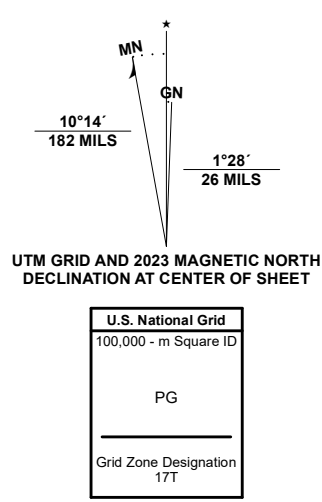 ★
MN
GN
10°14´
182 MILS
1°28´
26 MILS
UTM GRID AND 2023 MAGNETIC NORTH
DECLINATION AT CENTER OF SHEET
U.S. National Grid
100,000 - m Square ID
PG
Grid Zone Designation
17T